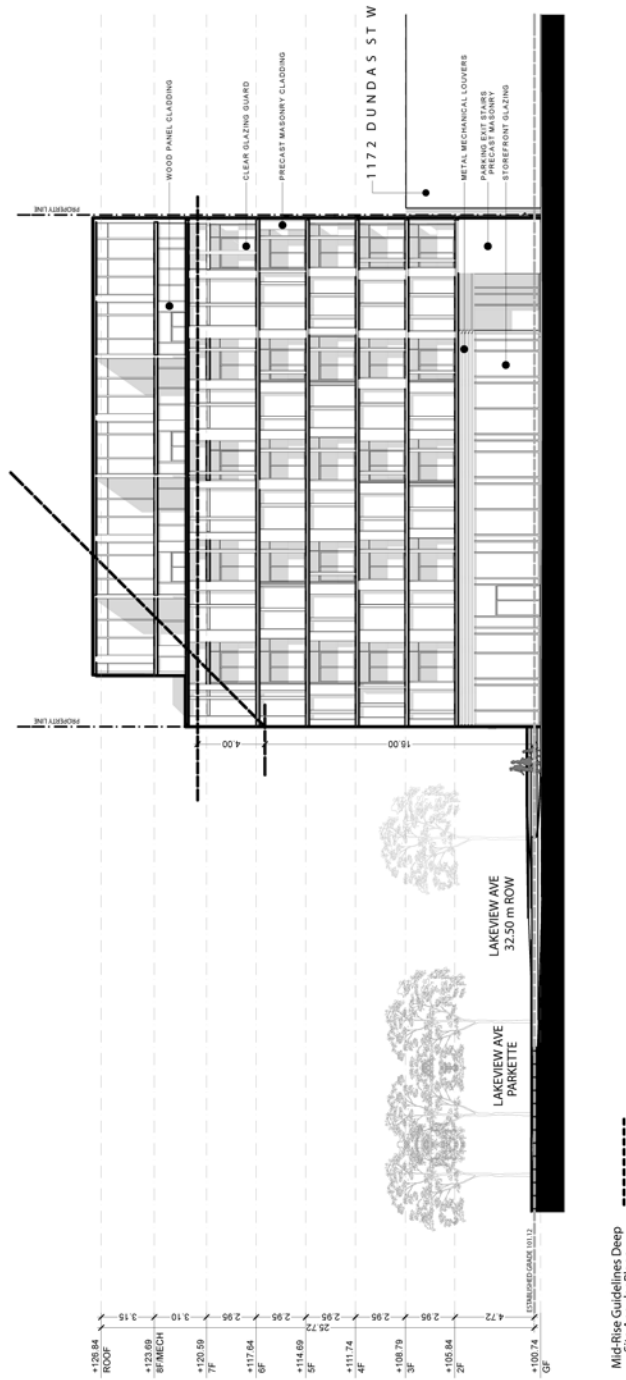 +126.84
ROOF
+123.69
8F/MECH
+120.59
7F
+117.64
6F
+114.69
5F
+111.74
4F
+108.79
3F
+105.84
2F
+100.74
GF
3.15
3.10
2.95
2.95
2.95
2.95
2.95
4.72
25.72
ESTABLISHED GRADE 101.12
LAKEVIEW AVE
PARKETTE
LAKEVIEW AVE
32.50 m ROW
4.00
16.00
PROPERTY LINE
PROPERTY LINE
WOOD PANEL CLADDING
CLEAR GLAZING GUARD
PRECAST MASONRY CLADDING
1172 DUNDAS ST W
METAL MECHANICAL LOUVERS
PARKING EXIT STAIRS
PRECAST MASONRY
STOREFRONT GLAZING
Mid-Rise Guidelines Deep